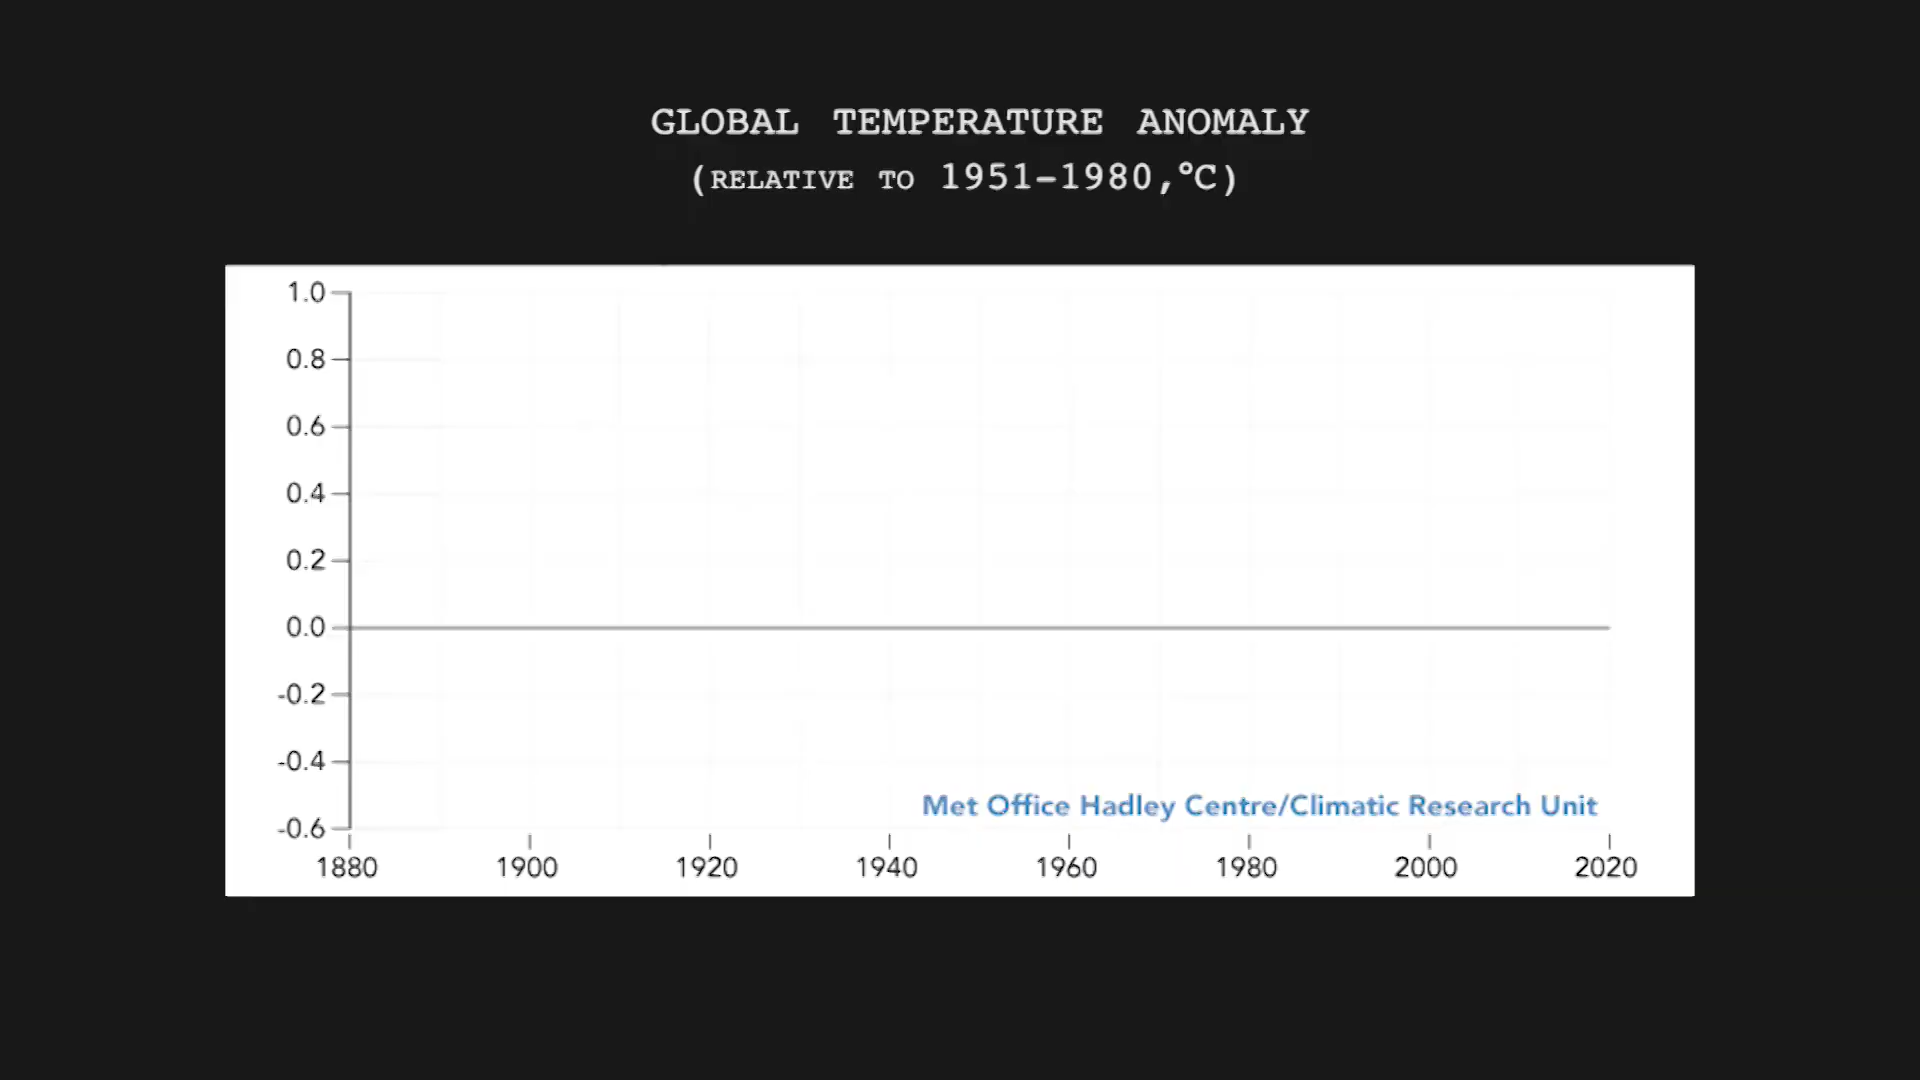 GLOBAL TEMPERATURE ANOMALY
(RELATIVE TO 1951–1980,°C)
1.0
0.8
0.6
0.4
0.2
0.0
-0.2
-0.4
-0.6
Met Office Hadley Centre/Climatic Research Unit
1880 1900 1920 1940 1960 1980 2000 2020